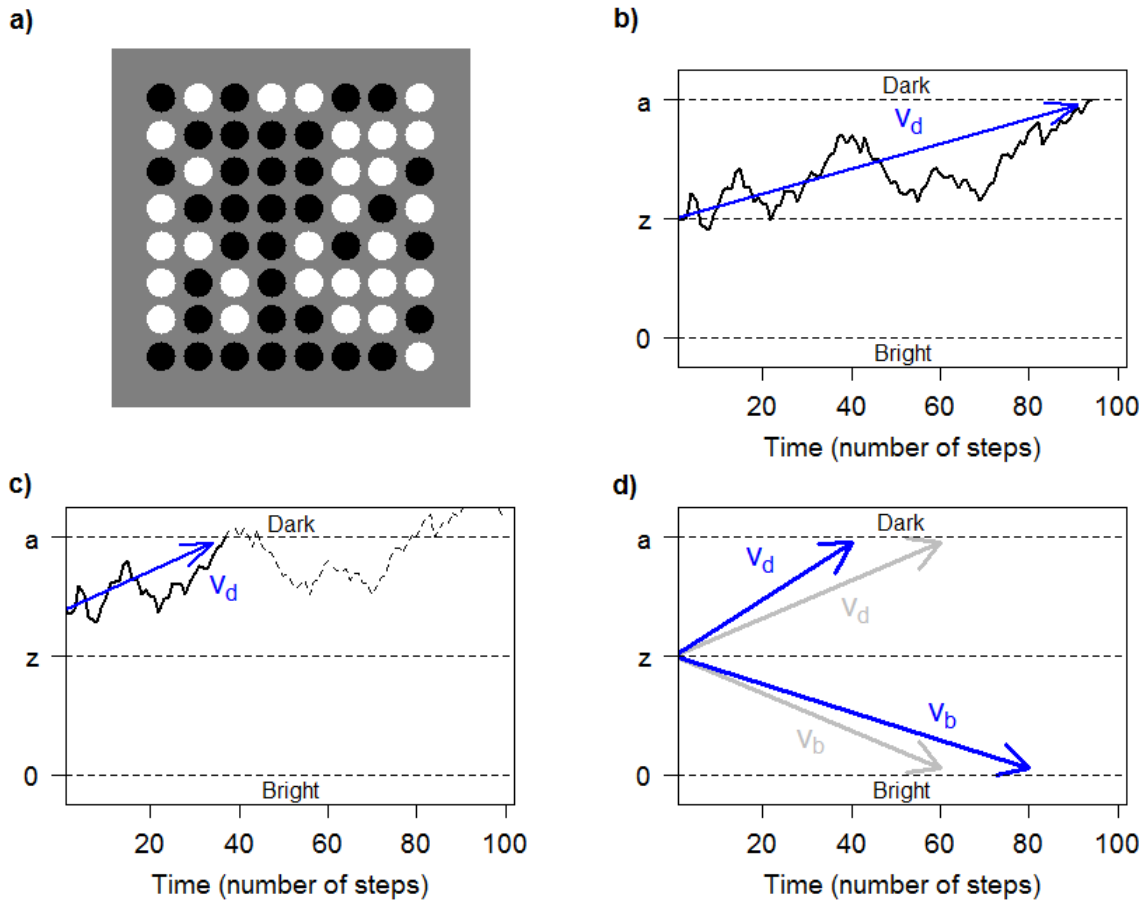 a)
b)
Dark
a
v_d
z
0
Bright
20 40 60 80 100
Time (number of steps)
c)
Dark
a
v_d
z
0
Bright
20 40 60 80 100
Time (number of steps)
d)
Dark
a
v_d
v_d
z
v_b
v_b
0
Bright
20 40 60 80 100
Time (number of steps)